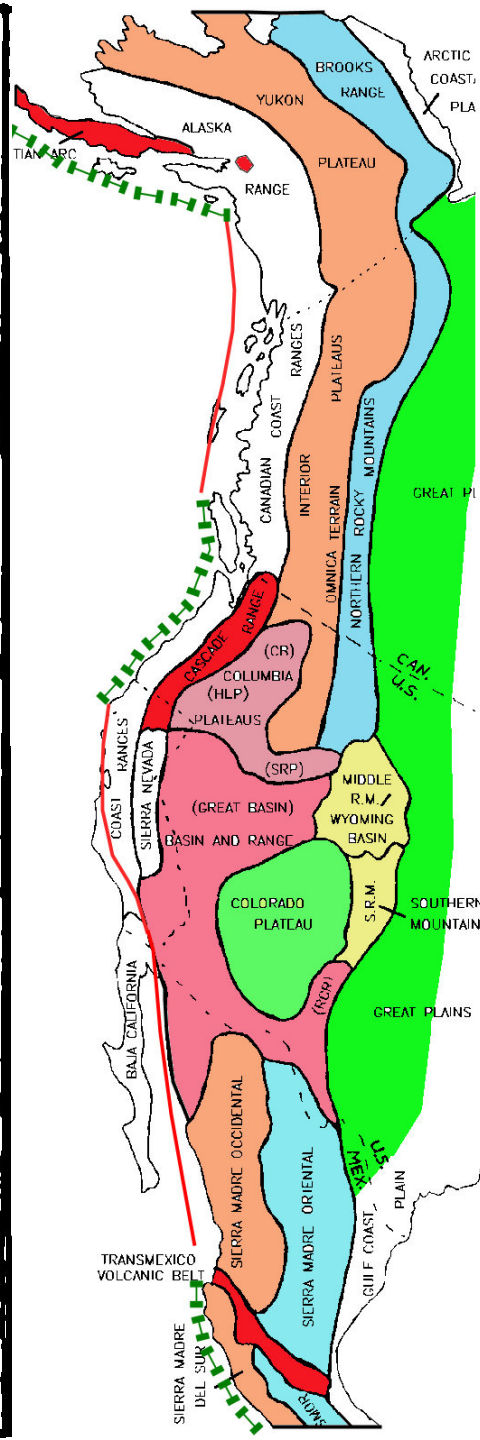 BROOKS
RANGE
ARCTIC
COASTA
PLA
YUKON
PLATEAU
ALASKA
RANGE
TIAN ARC
CANADIAN COAST RANGES
INTERIOR PLATEAUS
OMNICA TERRAIN
NORTHERN ROCKY MOUNTAINS
GREAT PL
CAN.
U.S.
CASCADE RANGE
(CR)
COLUMBIA
(HLP)
PLATEAUS
(SRP)
COAST RANGES
SIERRA NEVADA
(GREAT BASIN)
BASIN AND RANGE
MIDDLE
R.M./
WYOMING
BASIN
COLORADO
PLATEAU
S.R.M.
SOUTHERN
MOUNTAIN
(RGR)
GREAT PLAINS
BAJA CALIFORNIA
U.S.
MEX.
SIERRA MADRE OCCIDENTAL
SIERRA MADRE ORIENTAL
GULF COAST PLAIN
TRANSMEXICO
VOLCANIC BELT
SIERRA MADRE
DEL SUR
SMOR